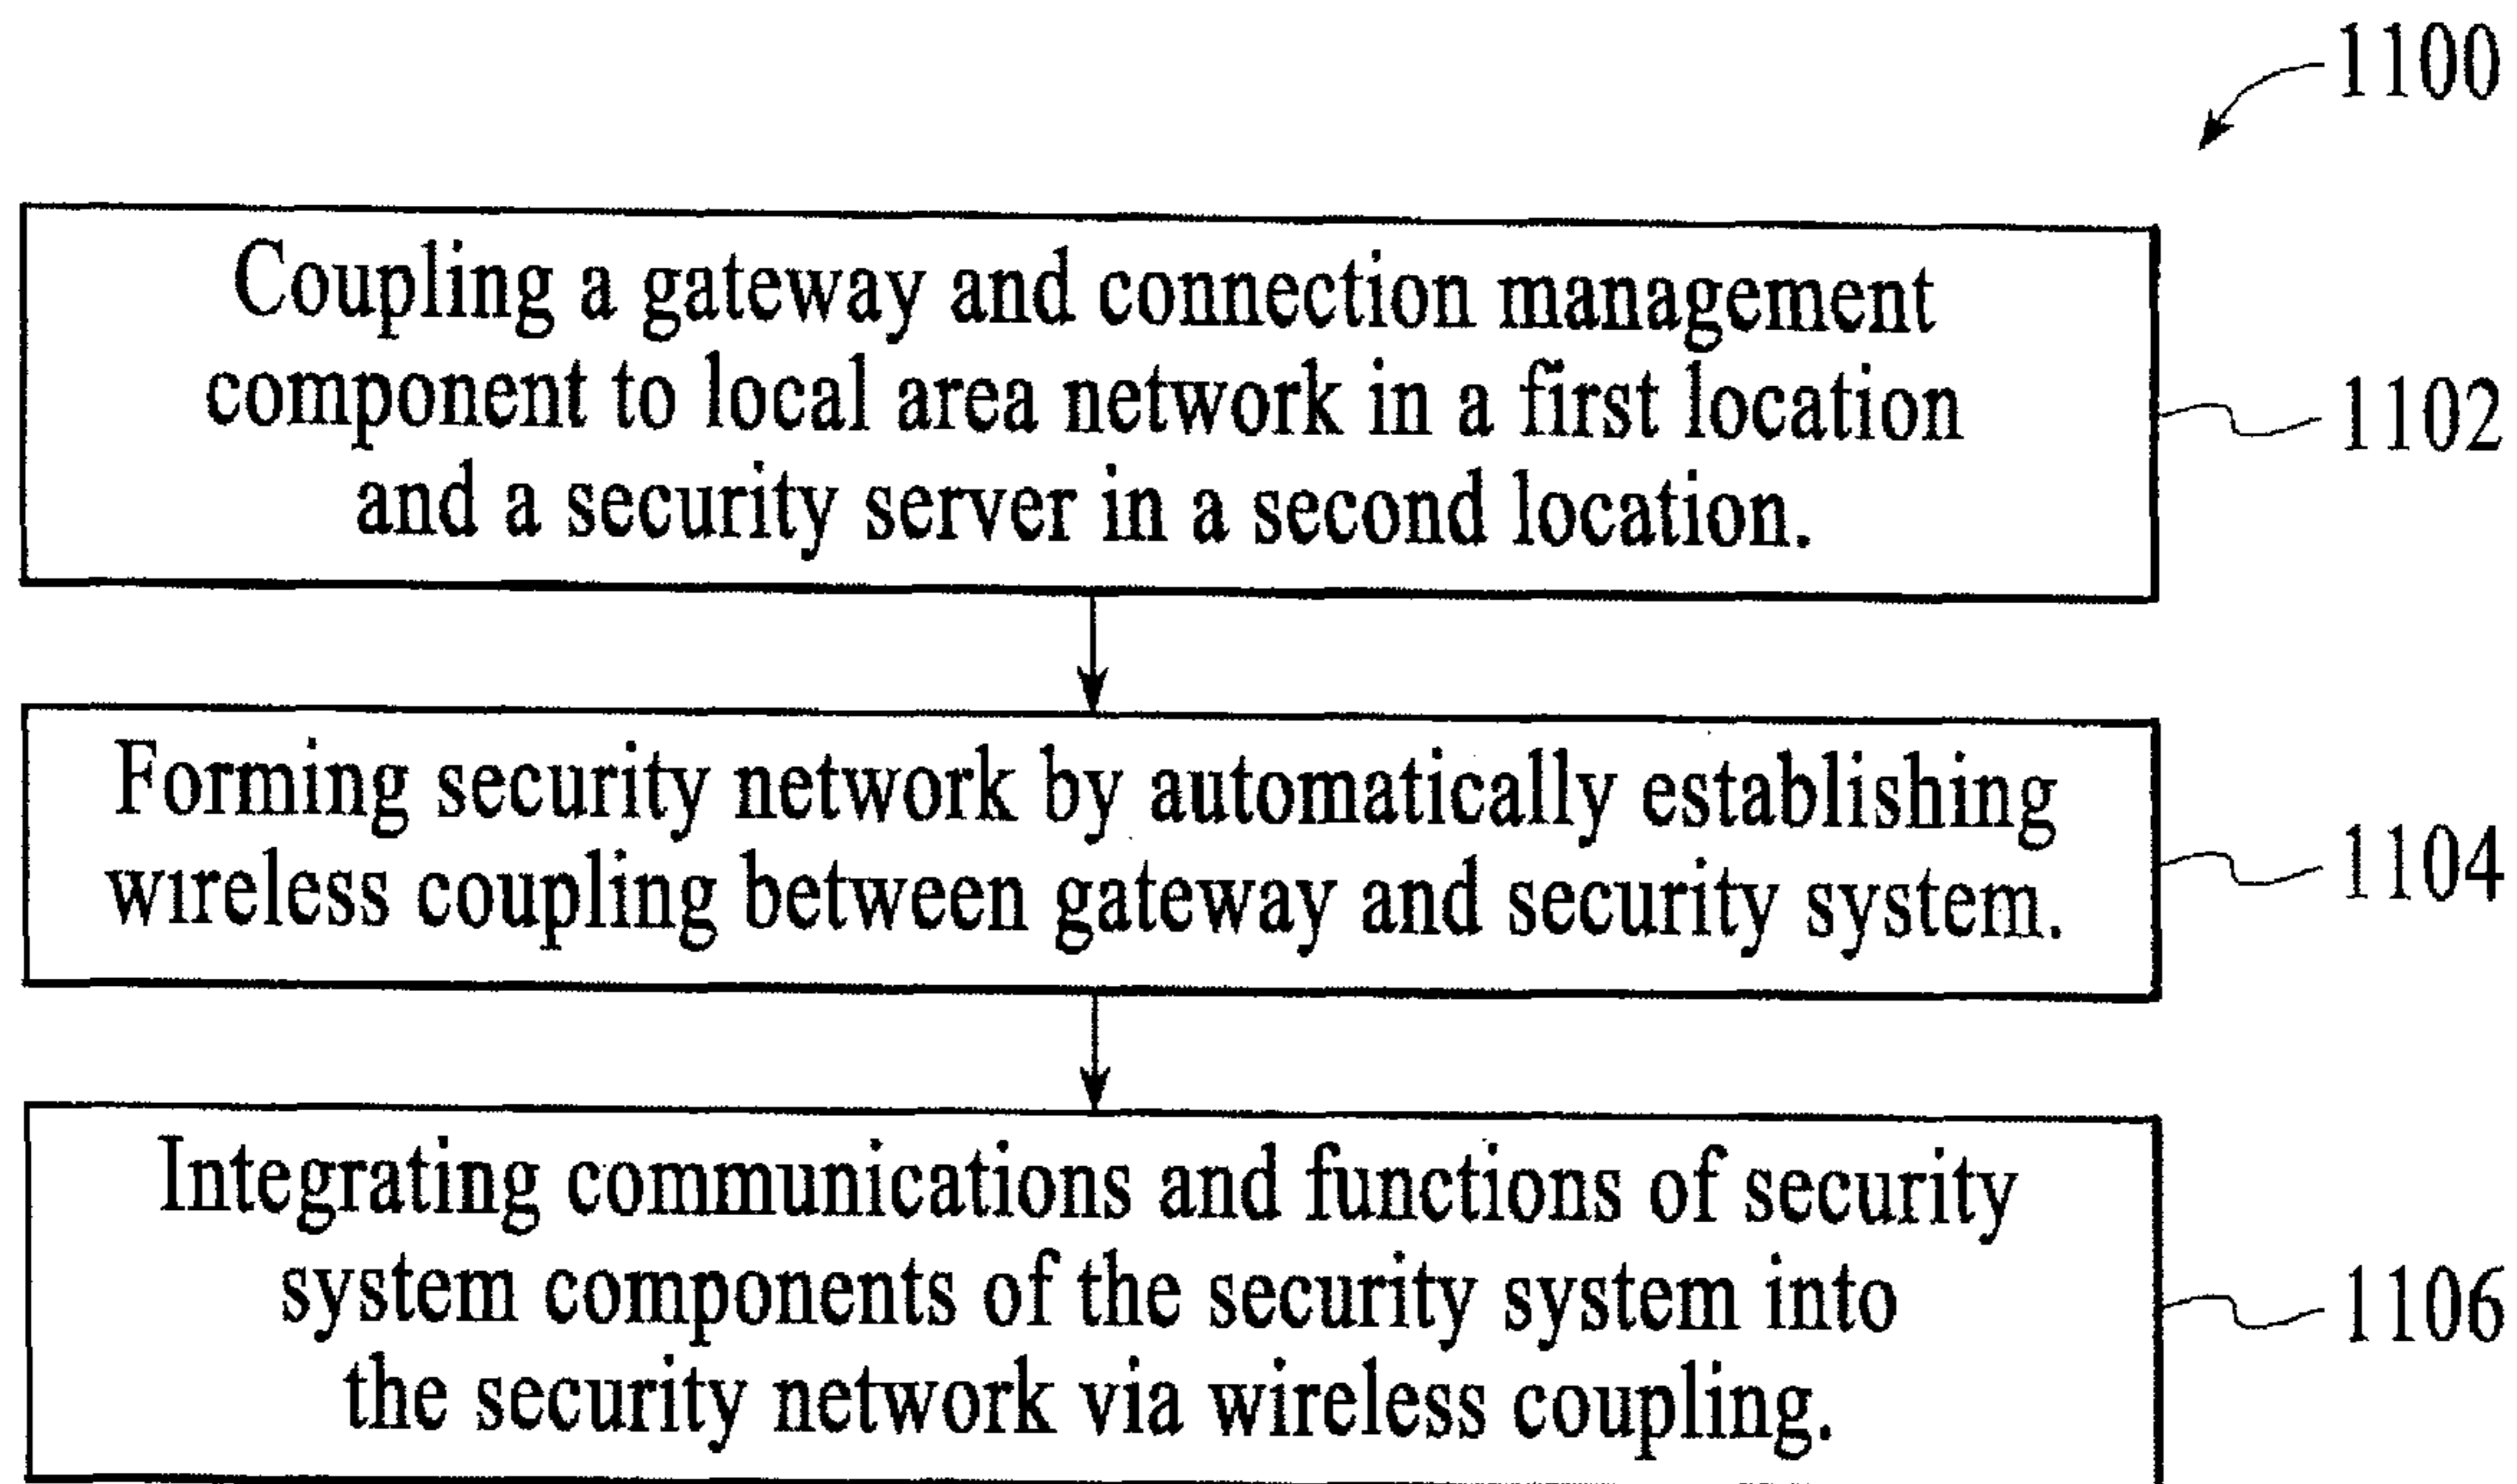 1100
Coupling a gateway and connection management
component to local area network in a first location
and a security server in a second location.
1102
Forming security network by automatically establishing
wireless coupling between gateway and security system.
1104
Integrating communications and functions of security
system components of the security system into
the security network via wireless coupling.
1106